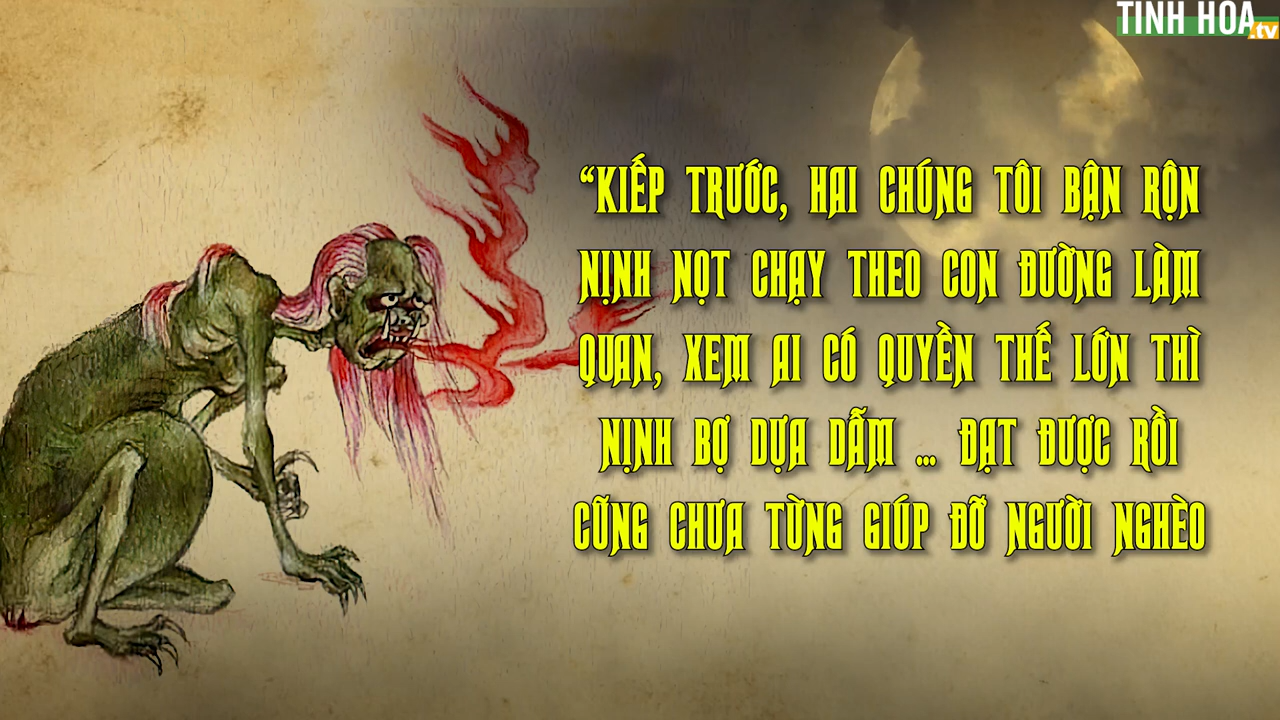 TINH HOA
.tv
“KIẾP TRƯỚC, HAI CHÚNG TÔI BẬN RỘN
NỊNH NỌT CHẠY THEO CON ĐƯỜNG LÀM
QUAN, XEM AI CÓ QUYỀN THẾ LỚN THÌ
NỊNH BỢ DỰA DẪM ... ĐẠT ĐƯỢC RỒI
CŨNG CHƯA TỪNG GIÚP ĐỠ NGƯỜI NGHÈO